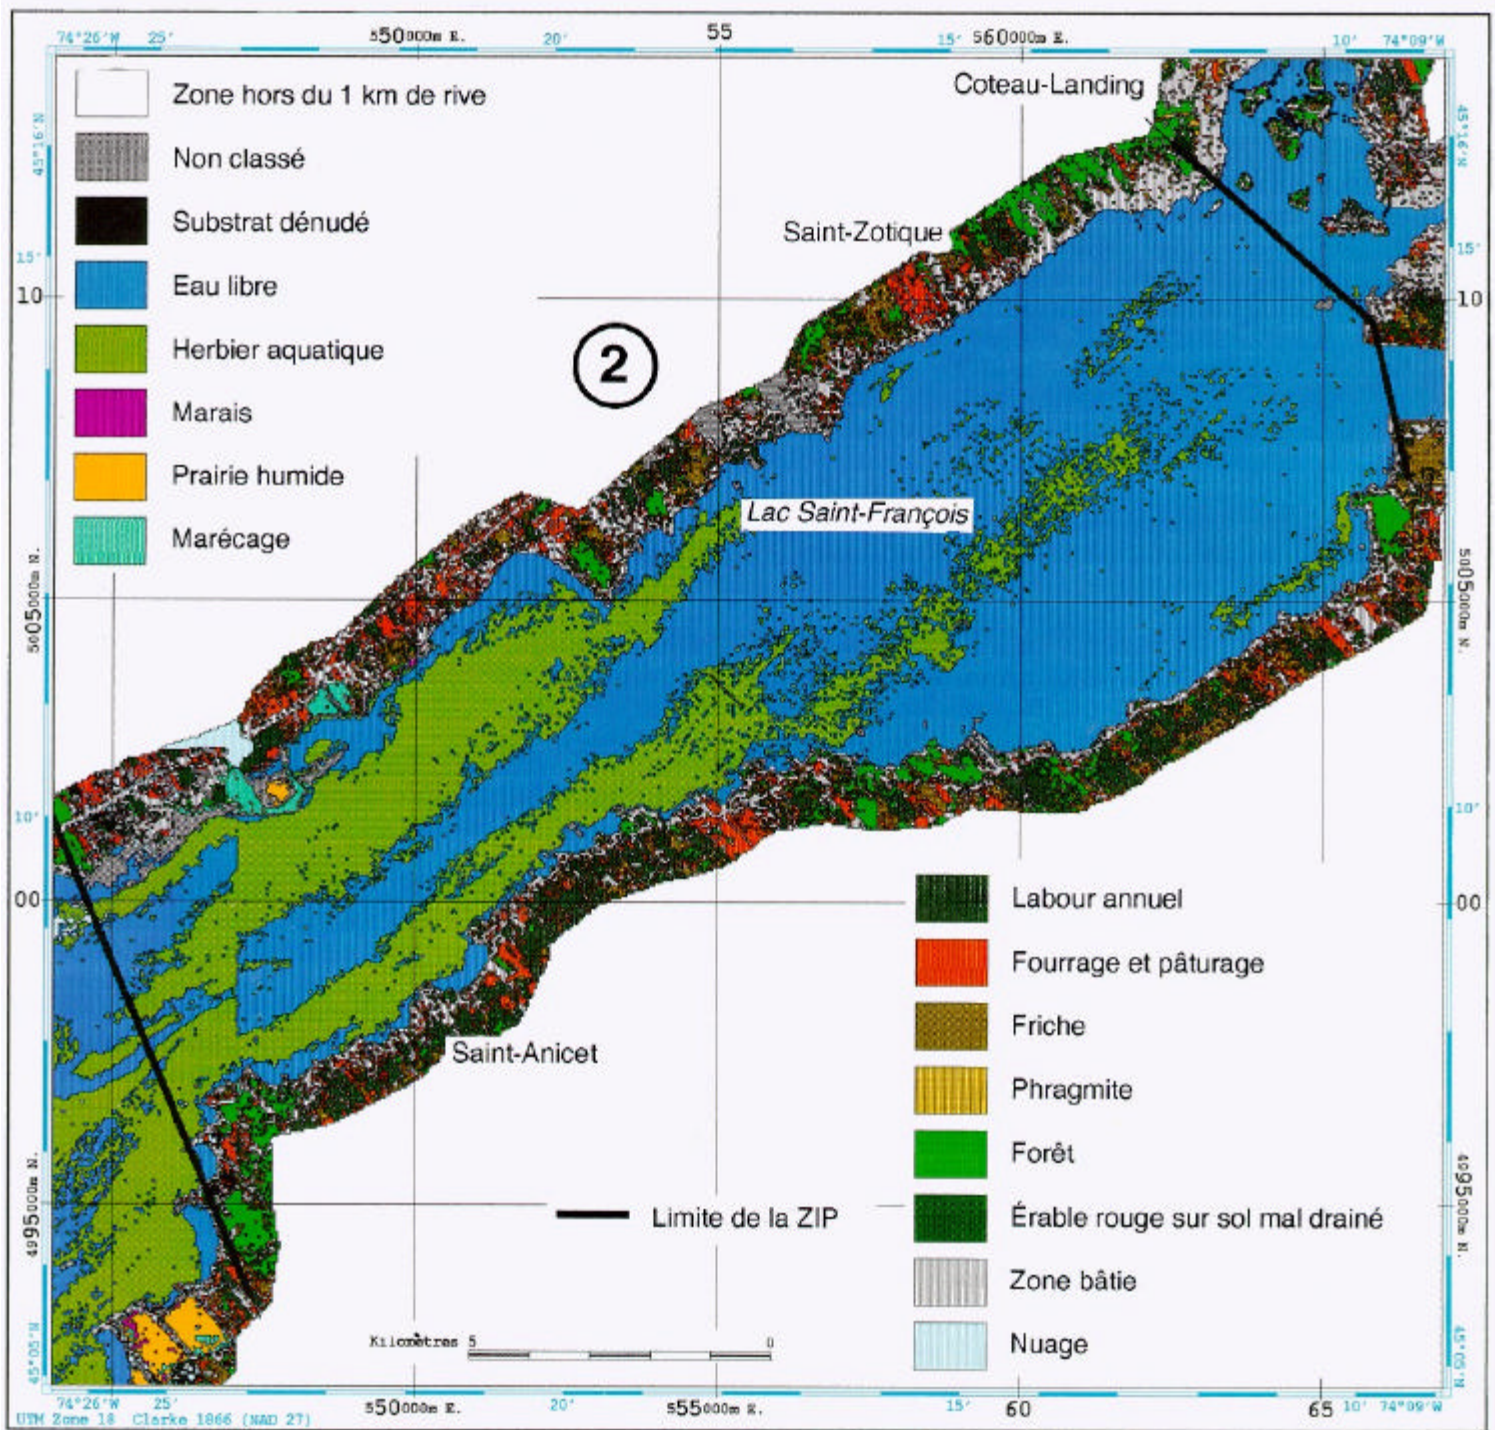 74°26'W 25' 550000m E. 20' 55 15' 560000m E. 10' 74°09'W
Coteau-Landing
Zone hors du 1 km de rive
Non classé
Substrat dénudé
Eau libre
Herbier aquatique
Marais
Prairie humide
Marécage
45°16'N
15'
10
5005000m N.
10'
00
4995000m N.
45°05'N
Saint-Zotique
2
Lac Saint-François
Saint-Anicet
45°16'N
15'
10
5005000m N.
10'
00
4995000m N.
45°05'N
Labour annuel
Fourrage et pâturage
Friche
Phragmite
Forêt
Érable rouge sur sol mal drainé
Zone bâtie
Nuage
Limite de la ZIP
Kilomètres 5 0
74°26'W 25' 550000m E. 20' 555000m E. 15' 60 65 10' 74°09'W
UTM Zone 18 Clarke 1866 (NAD 27)